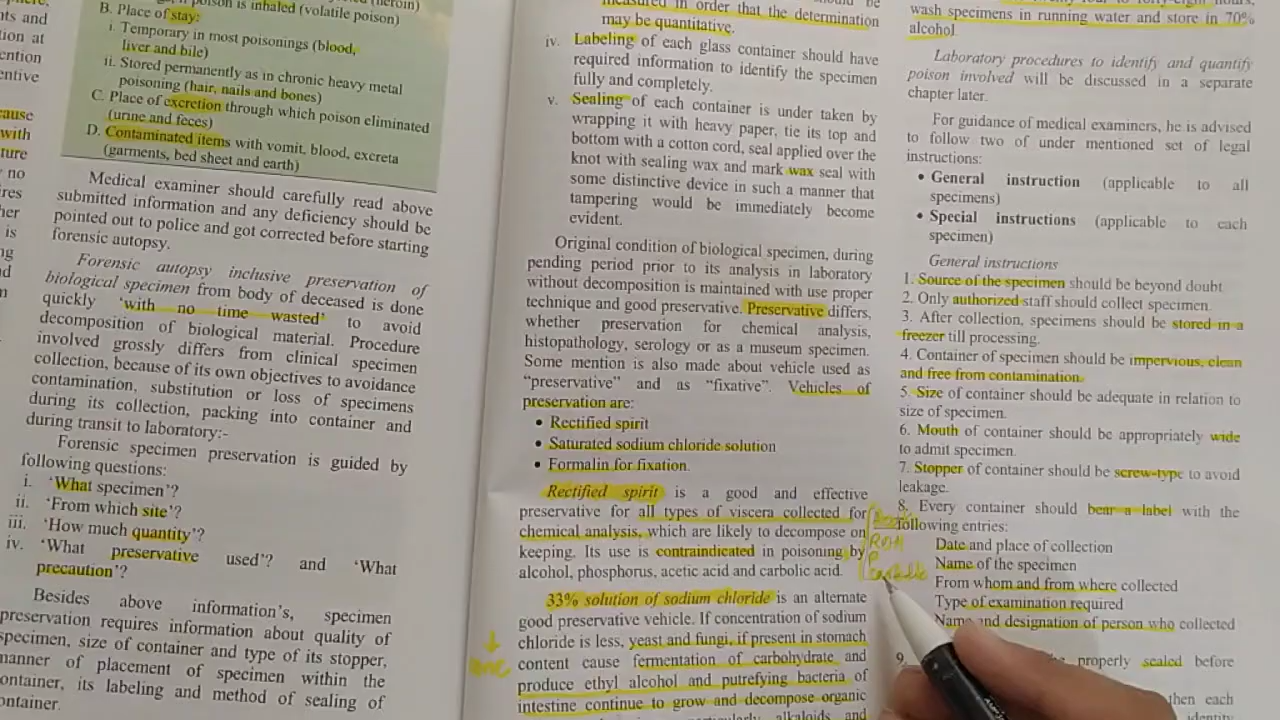 is inhaled (volatile poison)
B. Place of stay:
i. Temporary in most poisonings (blood,
liver and bile)
ii. Stored permanently as in chronic heavy metal
poisoning (hair, nails and bones)
C. Place of excretion through which poison eliminated
(urine and feces)
D. Contaminated items with vomit, blood, excreta
(garments, bed sheet and earth)
Medical examiner should carefully read above
submitted information and any deficiency should be
pointed out to police and got corrected before starting
forensic autopsy.
Forensic autopsy inclusive preservation of
biological specimen from body of deceased is done
quickly ‘with no time wasted’ to avoid
decomposition of biological material. Procedure
involved grossly differs from clinical specimen
collection, because of its own objectives to avoidance
contamination, substitution or loss of specimens
during its collection, packing into container and
during transit to laboratory:-
Forensic specimen preservation is guided by
following questions:
i. ‘What specimen’?
ii. ‘From which site’?
iii. ‘How much quantity’?
iv. ‘What preservative used’? and ‘What
precaution’?
Besides above information’s, specimen
preservation requires information about quality of
specimen, size of container and type of its stopper,
manner of placement of specimen within the
container, its labeling and method of sealing of
container.
measured in order that the determination
may be quantitative.
iv. Labeling of each glass container should have
required information to identify the specimen
fully and completely.
v. Sealing of each container is under taken by
wrapping it with heavy paper, tie its top and
bottom with a cotton cord, seal applied over the
knot with sealing wax and mark wax seal with
some distinctive device in such a manner that
tampering would be immediately become
evident.
Original condition of biological specimen, during
pending period prior to its analysis in laboratory
without decomposition is maintained with use proper
technique and good preservative. Preservative differs,
whether preservation for chemical analysis,
histopathology, serology or as a museum specimen.
Some mention is also made about vehicle used as
“preservative” and as “fixative”. Vehicles of
preservation are:
• Rectified spirit
• Saturated sodium chloride solution
• Formalin for fixation.
Rectified spirit is a good and effective
preservative for all types of viscera collected for
chemical analysis, which are likely to decompose on
keeping. Its use is contraindicated in poisoning by
alcohol, phosphorus, acetic acid and carbolic acid.
33% solution of sodium chloride is an alternate
good preservative vehicle. If concentration of sodium
chloride is less, yeast and fungi, if present in stomach
content cause fermentation of carbohydrate and
produce ethyl alcohol and putrefying bacteria of
intestine continue to grow and decompose organic
alkaloids and
ROH
P
wash specimens in running water and store in 70%
alcohol.
Laboratory procedures to identify and quantify
poison involved will be discussed in a separate
chapter later.
For guidance of medical examiners, he is advised
to follow two of under mentioned set of legal
instructions:
• General instruction (applicable to all
specimens)
• Special instructions (applicable to each
specimen)
General instructions
1. Source of the specimen should be beyond doubt.
2. Only authorized staff should collect specimen.
3. After collection, specimens should be stored in a
freezer till processing.
4. Container of specimen should be impervious, clean
and free from contamination.
5. Size of container should be adequate in relation to
size of specimen.
6. Mouth of container should be appropriately wide
to admit specimen.
7. Stopper of container should be screw-type to avoid
leakage.
8. Every container should bear a label with the
following entries:
Date and place of collection
Name of the specimen
From whom and from where collected
Type of examination required
Name and designation of person who collected
9. properly sealed before
then each
identity